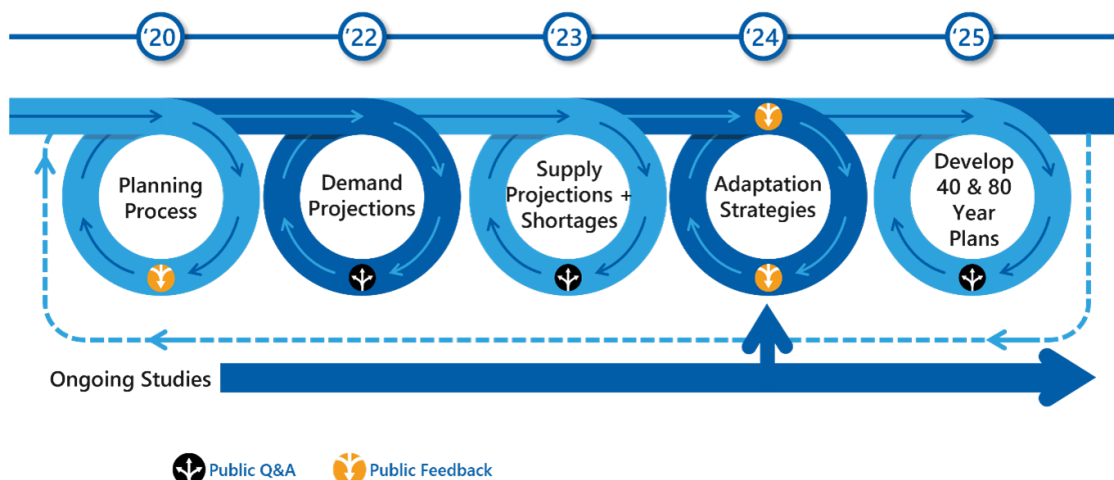 '20
'22
'23
'24
'25
Planning
Process
Demand
Projections
Supply
Projections +
Shortages
Adaptation
Strategies
Develop
40 & 80
Year
Plans
Ongoing Studies
Public Q&A
Public Feedback